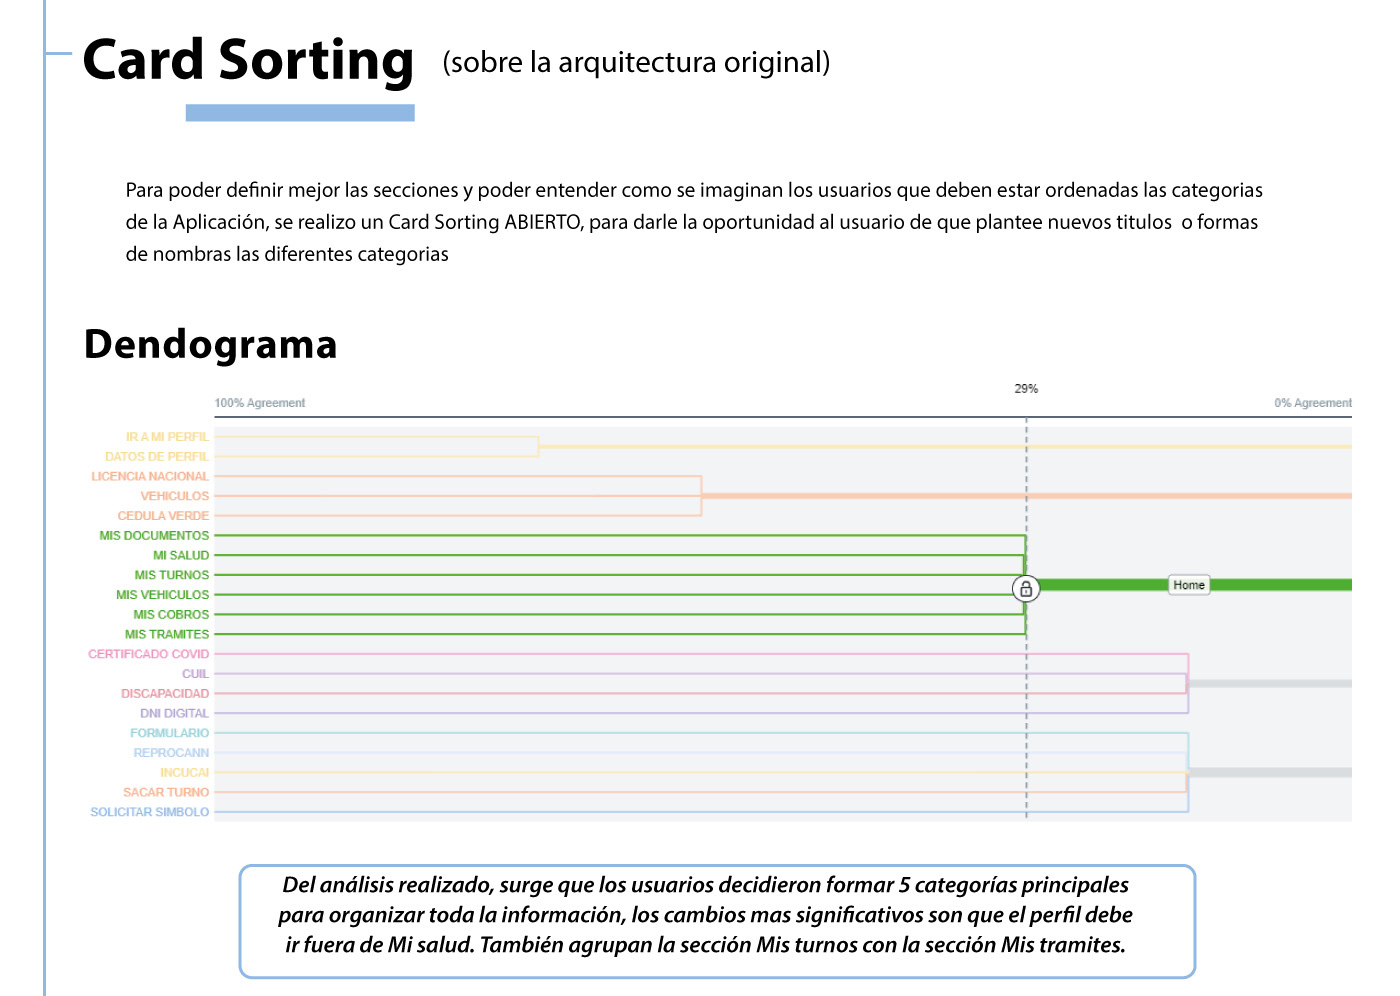 Card Sorting (sobre la arquitectura original)
Para poder definir mejor las secciones y poder entender como se imaginan los usuarios que deben estar ordenadas las categorias
de la Aplicación, se realizo un Card Sorting ABIERTO, para darle la oportunidad al usuario de que plantee nuevos titulos o formas
de nombras las diferentes categorias
Dendograma
29%
100% Agreement 0% Agreement
IR A MI PERFIL
DATOS DE PERFIL
LICENCIA NACIONAL
VEHICULOS
CEDULA VERDE
MIS DOCUMENTOS
MI SALUD
MIS TURNOS
Home
MIS VEHICULOS
MIS COBROS
MIS TRAMITES
CERTIFICADO COVID
CUIL
DISCAPACIDAD
DNI DIGITAL
FORMULARIO
REPROCANN
INCUCAI
SACAR TURNO
SOLICITAR SIMBOLO
Del análisis realizado, surge que los usuarios decidieron formar 5 categorías principales
para organizar toda la información, los cambios mas significativos son que el perfil debe
ir fuera de Mi salud. También agrupan la sección Mis turnos con la sección Mis tramites.